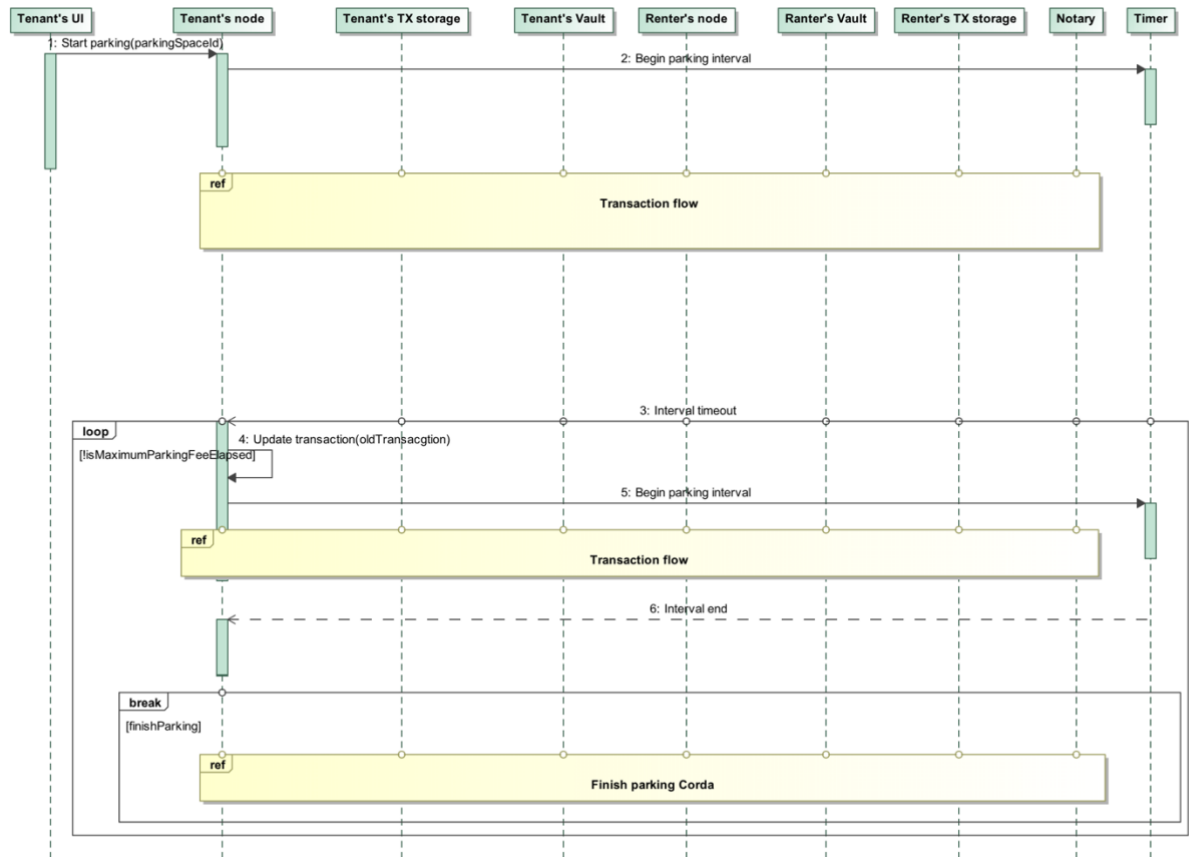 Tenant's UI
Tenant's node
Tenant's TX storage
Tenant's Vault
Renter's node
Ranter's Vault
Renter's TX storage
Notary
Timer
1: Start parking(parkingSpaceId)
2: Begin parking interval
ref
Transaction flow
3: Interval timeout
loop
4: Update transaction(oldTransacgtion)
[!isMaximumParkingFeeElapsed]
5: Begin parking interval
ref
Transaction flow
6: Interval end
break
[finishParking]
ref
Finish parking Corda